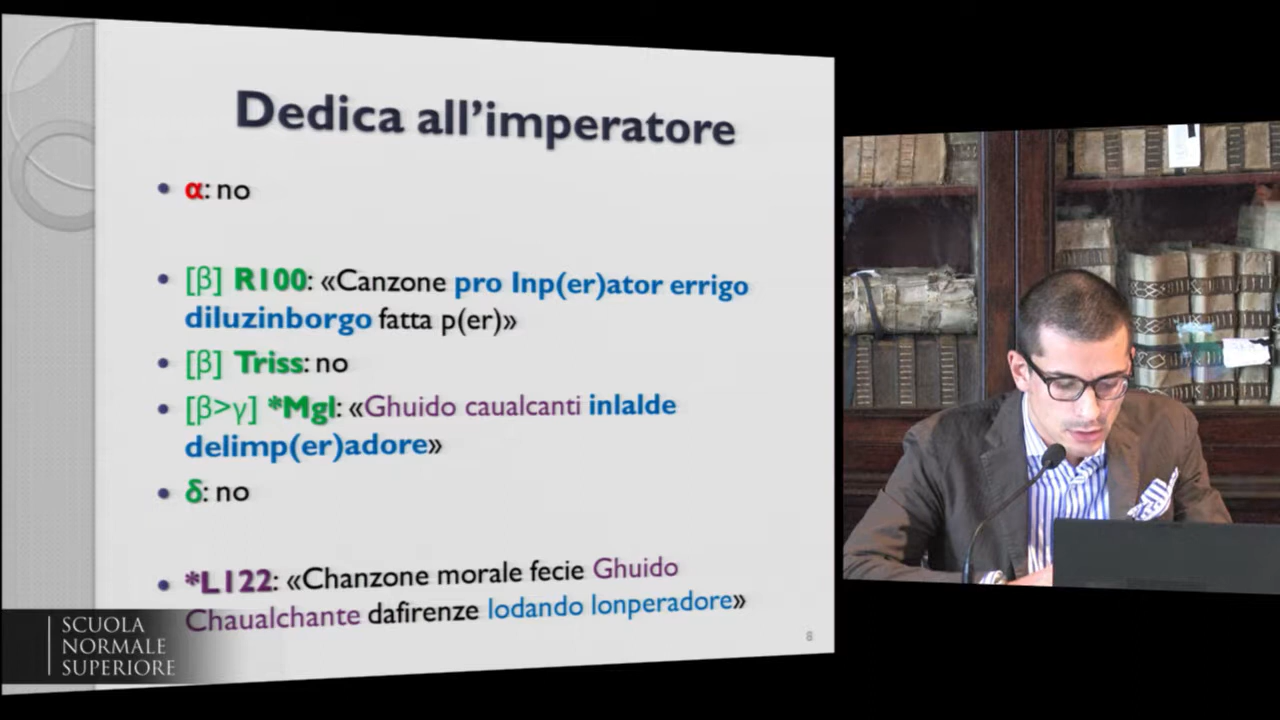 Dedica all’imperatore
• α: no
• [β] R100: «Canzone pro Inp(er)ator errigo
diluzinborgo fatta p(er)»
• [β] Triss: no
• [β>γ] *Mgl: «Ghuido caualcanti inlalde
delimp(er)adore»
• δ: no
• *L122: «Chanzone morale fecie Ghuido
Chaualchante dafirenze lodando lonperadore»
8
SCUOLA
NORMALE
SUPERIORE